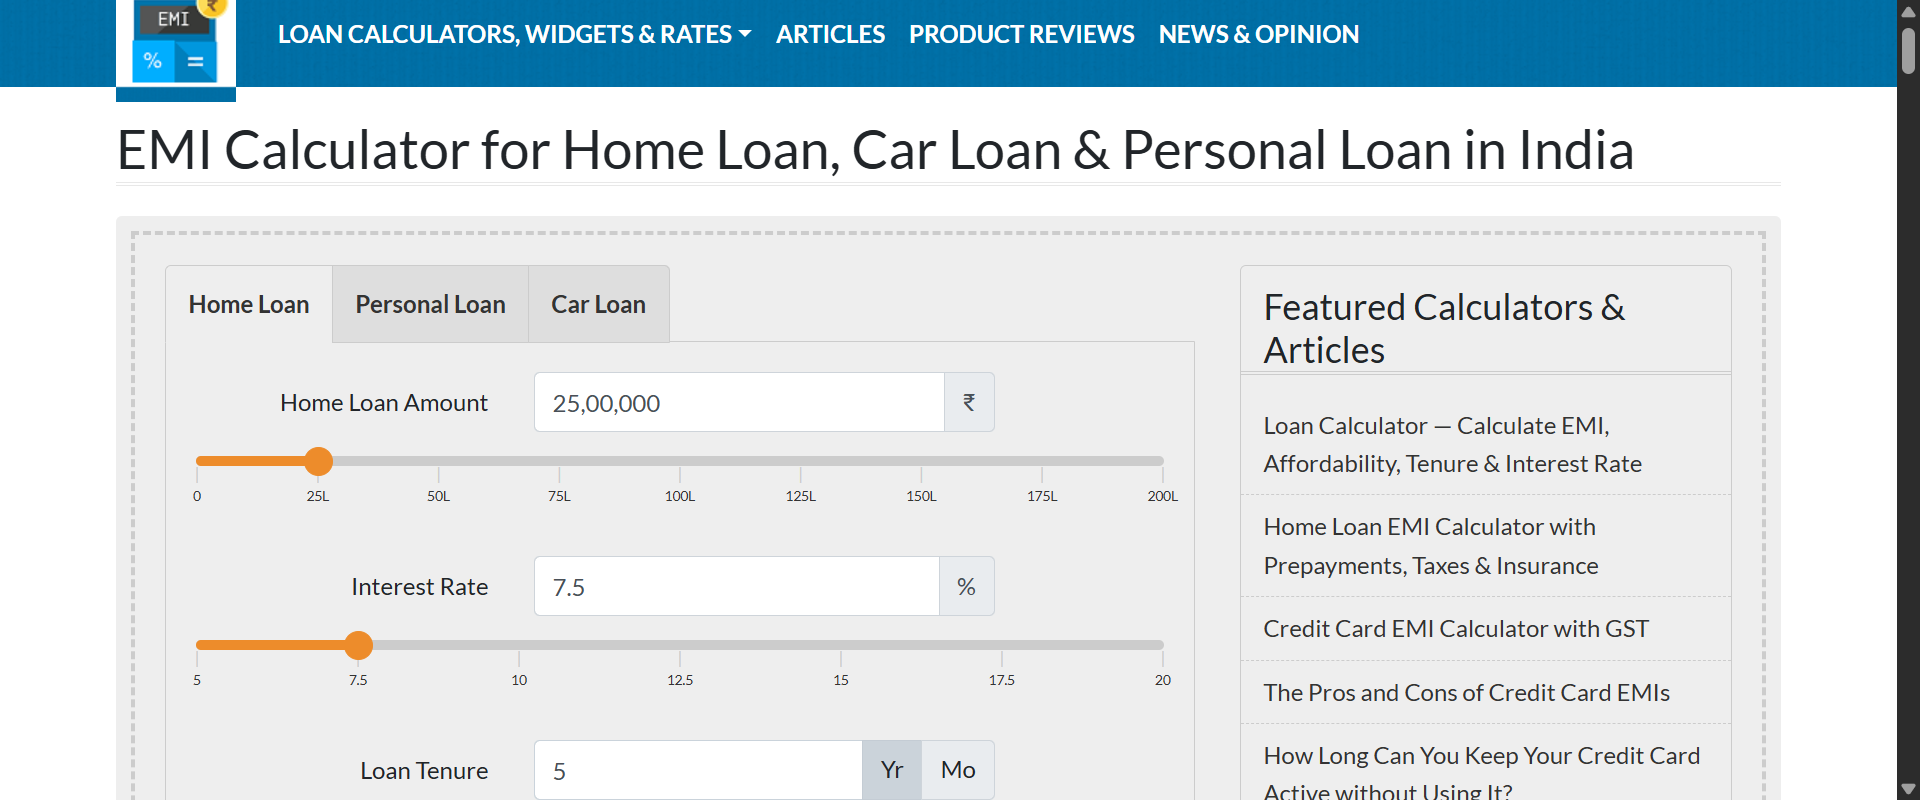 EMI
₹
%
=
LOAN CALCULATORS, WIDGETS & RATES
ARTICLES
PRODUCT REVIEWS
NEWS & OPINION
EMI Calculator for Home Loan, Car Loan & Personal Loan in India
Home Loan
Personal Loan
Car Loan
Home Loan Amount
25,00,000
₹
0
25L
50L
75L
100L
125L
150L
175L
200L
Interest Rate
7.5
%
5
7.5
10
12.5
15
17.5
20
Loan Tenure
5
Yr
Mo
Featured Calculators &
Articles
Loan Calculator — Calculate EMI,
Affordability, Tenure & Interest Rate
Home Loan EMI Calculator with
Prepayments, Taxes & Insurance
Credit Card EMI Calculator with GST
The Pros and Cons of Credit Card EMIs
How Long Can You Keep Your Credit Card
Active without Using It?